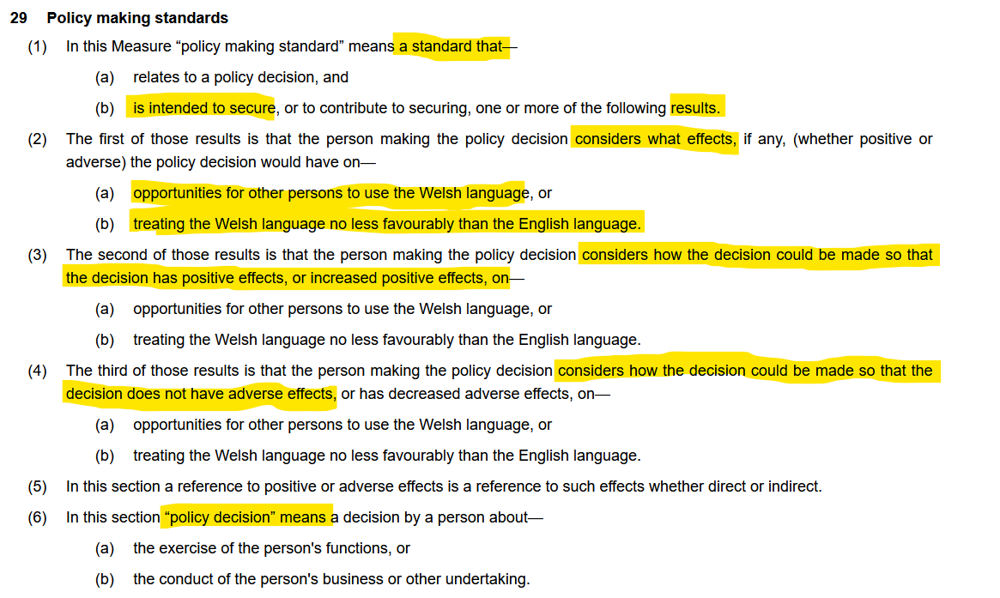 29 Policy making standards
(1) In this Measure “policy making standard” means a standard that—
(a) relates to a policy decision, and
(b) is intended to secure, or to contribute to securing, one or more of the following results.
(2) The first of those results is that the person making the policy decision considers what effects, if any, (whether positive or
adverse) the policy decision would have on—
(a) opportunities for other persons to use the Welsh language, or
(b) treating the Welsh language no less favourably than the English language.
(3) The second of those results is that the person making the policy decision considers how the decision could be made so that
the decision has positive effects, or increased positive effects, on—
(a) opportunities for other persons to use the Welsh language, or
(b) treating the Welsh language no less favourably than the English language.
(4) The third of those results is that the person making the policy decision considers how the decision could be made so that the
decision does not have adverse effects, or has decreased adverse effects, on—
(a) opportunities for other persons to use the Welsh language, or
(b) treating the Welsh language no less favourably than the English language.
(5) In this section a reference to positive or adverse effects is a reference to such effects whether direct or indirect.
(6) In this section “policy decision” means a decision by a person about—
(a) the exercise of the person's functions, or
(b) the conduct of the person's business or other undertaking.